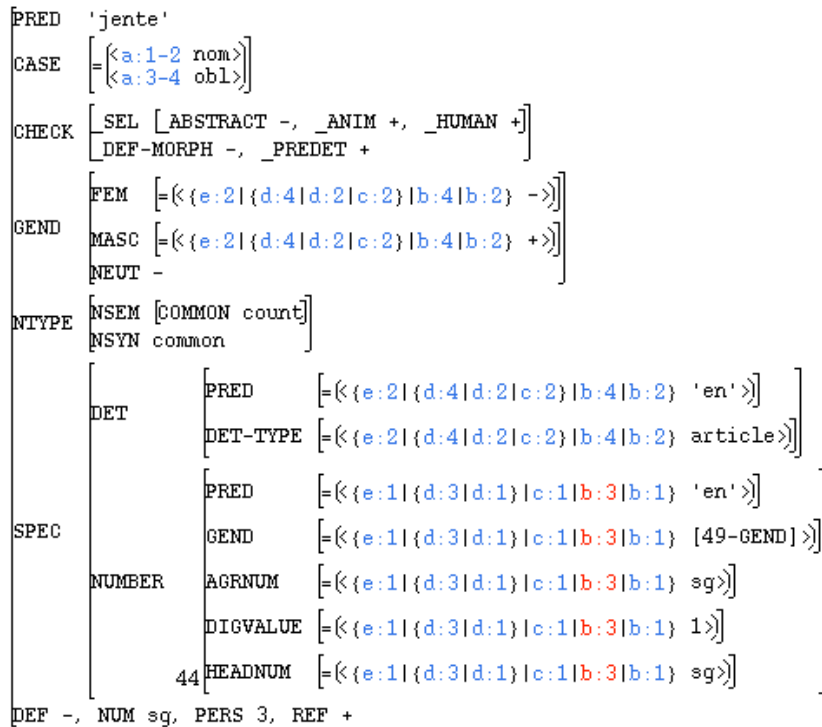 PRED 'jente'
CASE [=(<a:1-2 nom>)]
(<a:3-4 obl>)
CHECK [_SEL [_ABSTRACT -, _ANIM +, _HUMAN +]]
_DEF-MORPH -, _PREDET +
FEM [=(<{e:2|{d:4|d:2|c:2}|b:4|b:2} ->)]
GEND MASC [=(<{e:2|{d:4|d:2|c:2}|b:4|b:2} +>)]
NEUT -
NTYPE NSEM [COMMON count]
NSYN common
DET PRED [=(<{e:2|{d:4|d:2|c:2}|b:4|b:2} 'en'>)]
DET-TYPE [=(<{e:2|{d:4|d:2|c:2}|b:4|b:2} article>)]
PRED [=(<{e:1|{d:3|d:1}|c:1|b:3|b:1} 'en'>)]
SPEC GEND [=(<{e:1|{d:3|d:1}|c:1|b:3|b:1} [49-GEND]>)]
NUMBER AGRNUM [=(<{e:1|{d:3|d:1}|c:1|b:3|b:1} sg>)]
DIGVALUE [=(<{e:1|{d:3|d:1}|c:1|b:3|b:1} 1>)]
44 HEADNUM [=(<{e:1|{d:3|d:1}|c:1|b:3|b:1} sg>)]
DEF -, NUM sg, PERS 3, REF +